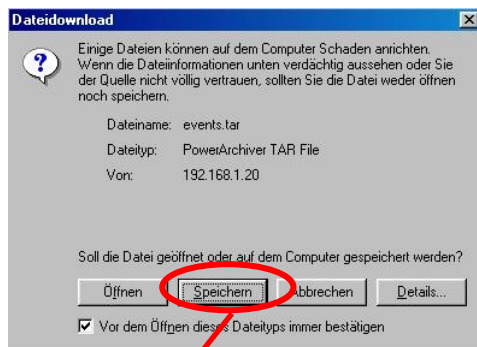 Dateidownload
Einige Dateien können auf dem Computer Schaden anrichten.
Wenn die Dateiinformationen unten verdächtig aussehen oder Sie
der Quelle nicht völlig vertrauen, sollten Sie die Datei weder öffnen
noch speichern.
Dateiname: events.tar
Dateityp: PowerArchiver TAR File
Von: 192.168.1.20
Soll die Datei geöffnet oder auf dem Computer gespeichert werden?
Öffnen Speichern Abbrechen Details...
Vor dem Öffnen dieses Dateityps immer bestätigen